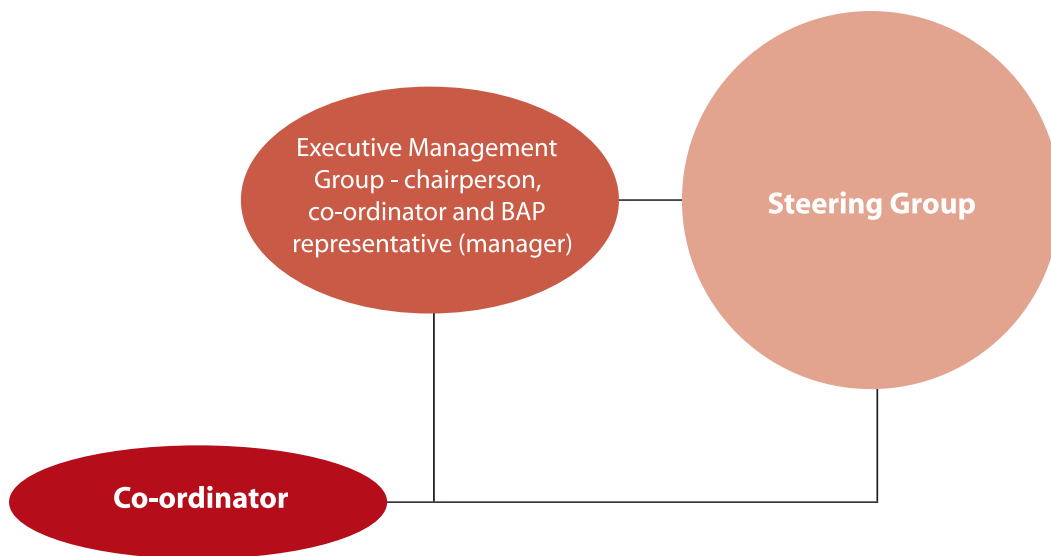 Executive Management
Group - chairperson,
co-ordinator and BAP
representative (manager)
Steering Group
Co-ordinator